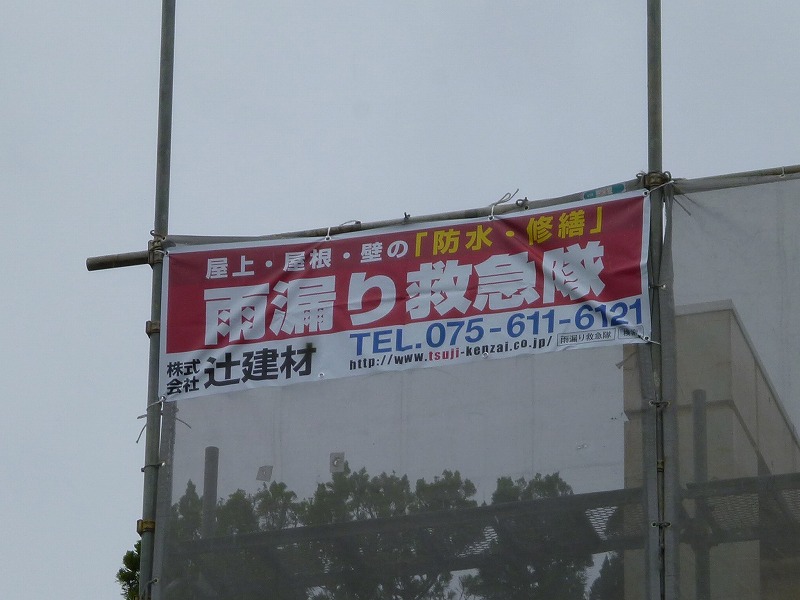 屋上・屋根・壁の「防水・修繕」
雨漏り救急隊
株式会社 辻建材
TEL.075-611-6121
http://www.tsuji-kenzai.co.jp/
雨漏り救急隊 検索